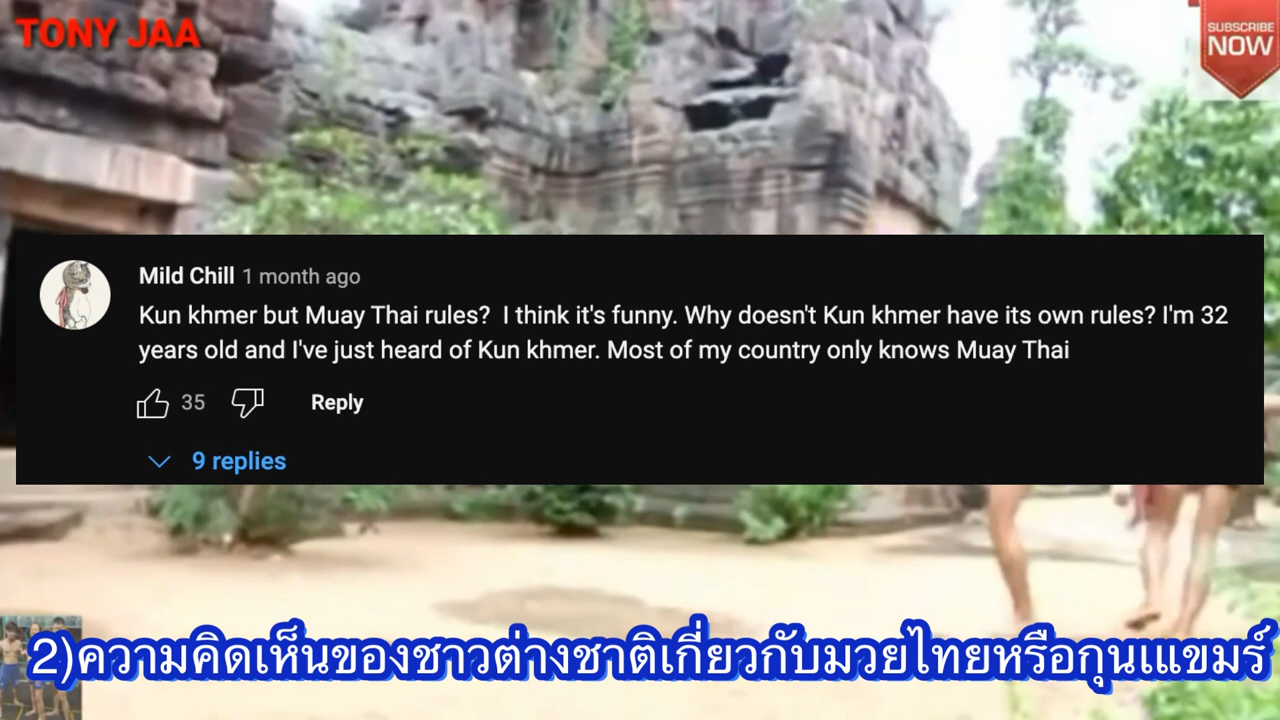 TONY JAA
SUBSCRIBE
NOW
Mild Chill 1 month ago
Kun khmer but Muay Thai rules?  I think it's funny. Why doesn't Kun khmer have its own rules? I'm 32
years old and I've just heard of Kun khmer. Most of my country only knows Muay Thai
35 Reply
9 replies
2)ความคิดเห็นของชาวต่างชาติเกี่ยวกับมวยไทยหรือกุนแขมร์